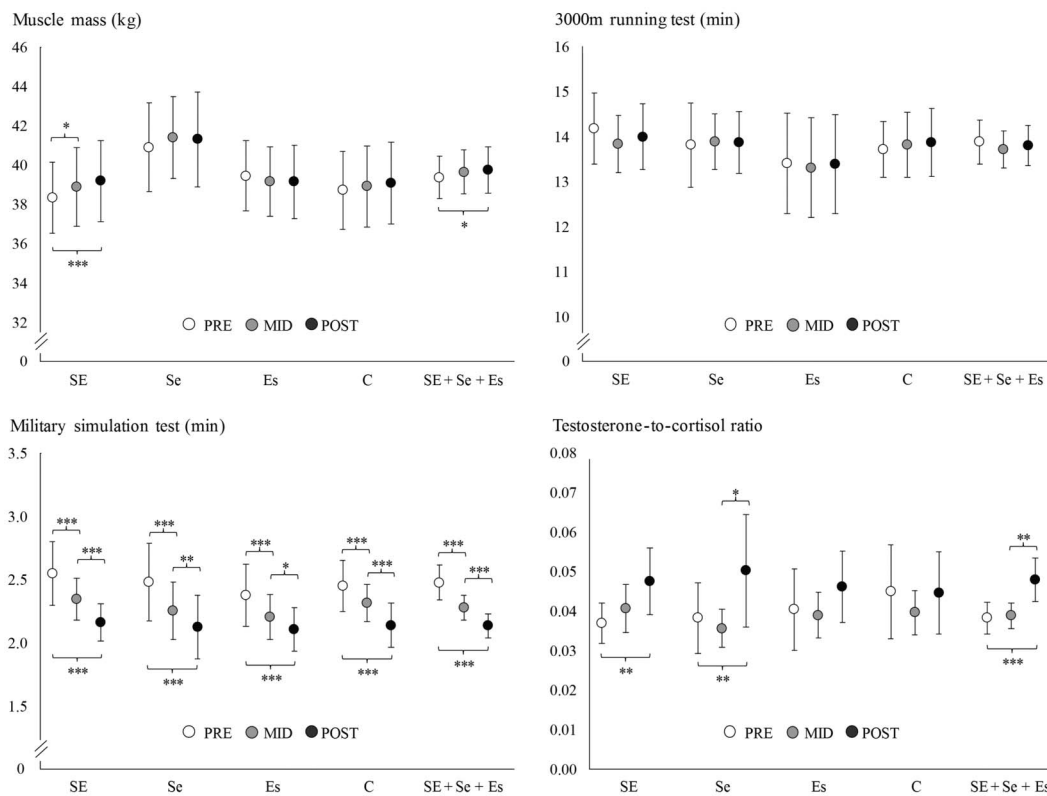 Muscle mass (kg)
46
44
42
40
38
36
34
32
0
*
***
*
PRE MID POST
SE Se Es C SE + Se + Es
3000m running test (min)
16
15
14
13
12
11
10
0
PRE MID POST
SE Se Es C SE + Se + Es
Military simulation test (min)
3.5
3.0
2.5
2.0
1.5
0
*** *** *** *** ***
*** ** * *** ***
*** *** *** *** ***
PRE MID POST
SE Se Es C SE + Se + Es
Testosterone-to-cortisol ratio
0.08
0.07
0.06
0.05
0.04
0.03
0.02
0.01
0.00
* **
** ** ***
PRE MID POST
SE Se Es C SE + Se + Es